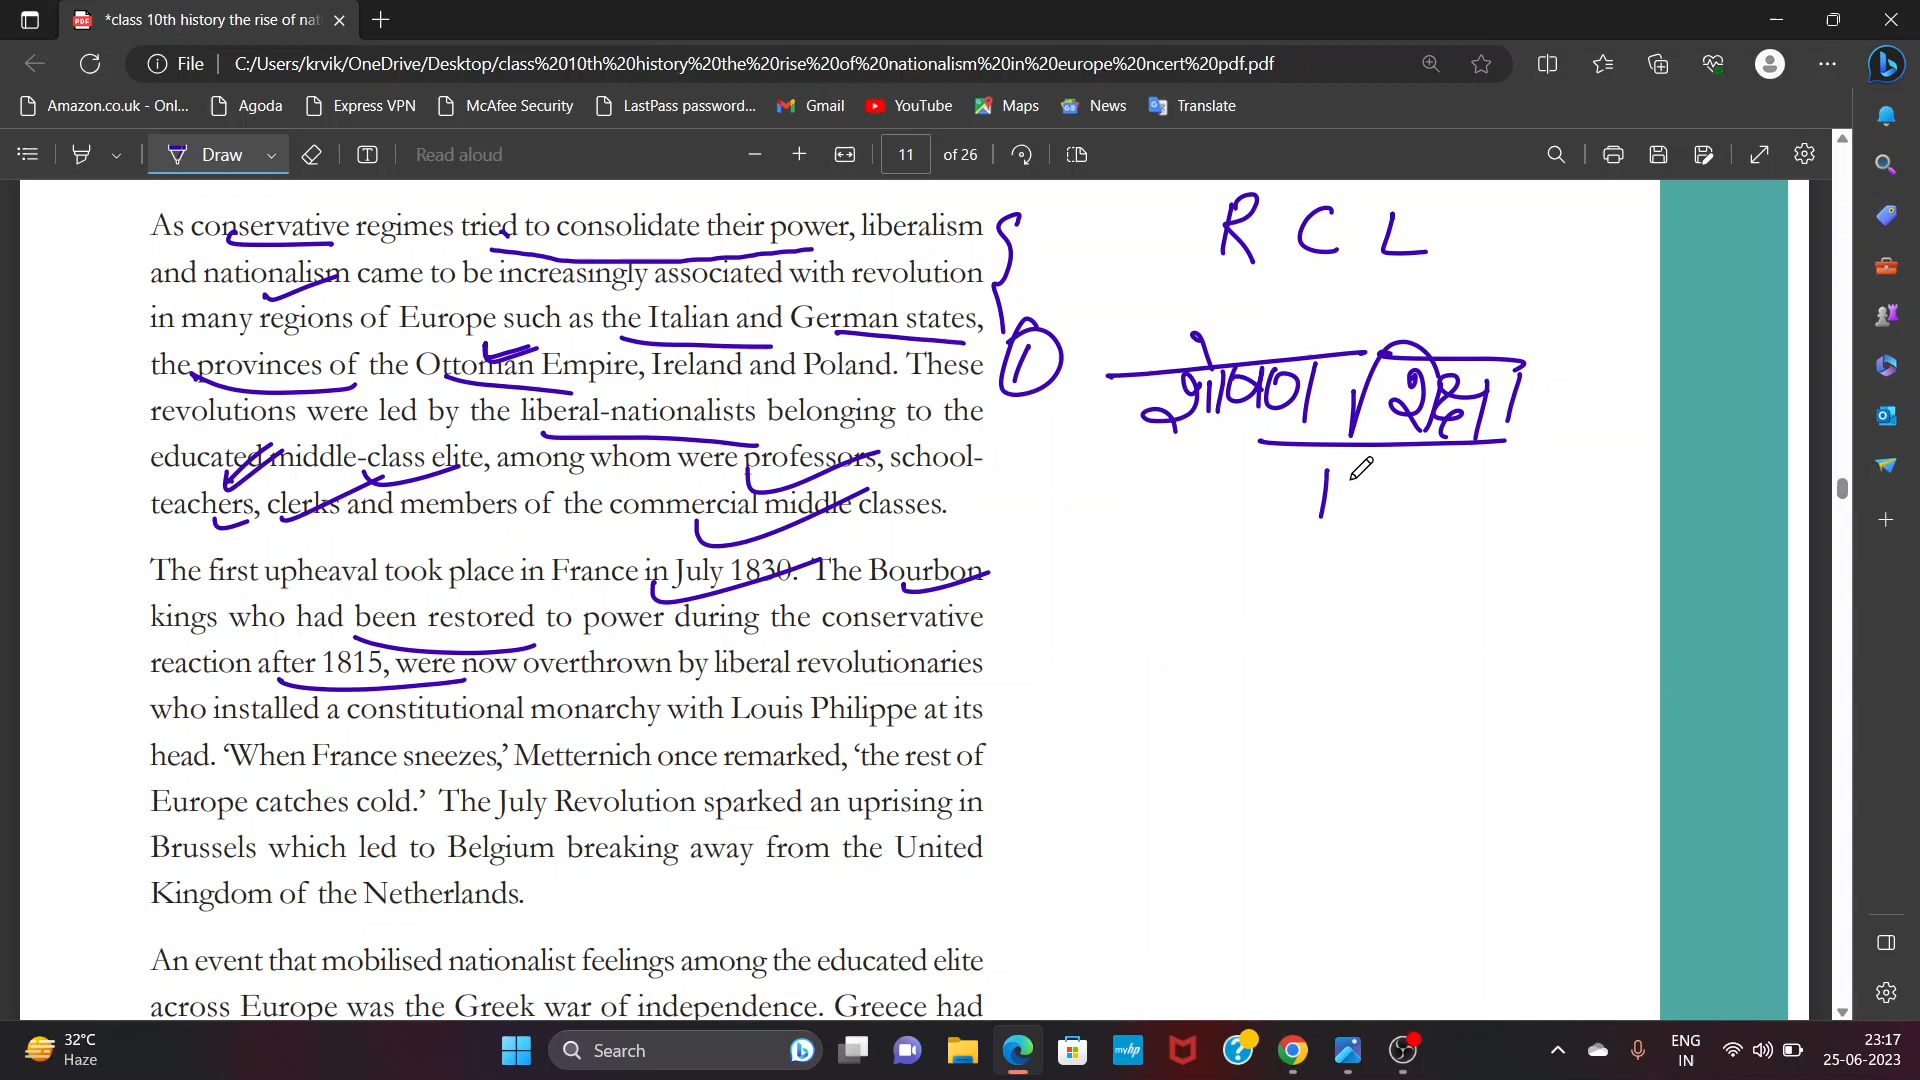 *class 10th history the rise of nat
File
C:/Users/krvik/OneDrive/Desktop/class%2010th%20history%20the%20rise%20of%20nationalism%20in%20europe%20ncert%20pdf.pdf
Amazon.co.uk - Onl... Agoda Express VPN McAfee Security LastPass password... Gmail YouTube Maps News Translate
Draw Read aloud 11 of 26
As conservative regimes tried to consolidate their power, liberalism
and nationalism came to be increasingly associated with revolution
in many regions of Europe such as the Italian and German states,
the provinces of the Ottoman Empire, Ireland and Poland. These
revolutions were led by the liberal-nationalists belonging to the
educated middle-class elite, among whom were professors, school-
teachers, clerks and members of the commercial middle classes.
The first upheaval took place in France in July 1830. The Bourbon
kings who had been restored to power during the conservative
reaction after 1815, were now overthrown by liberal revolutionaries
who installed a constitutional monarchy with Louis Philippe at its
head. ‘When France sneezes,’ Metternich once remarked, ‘the rest of
Europe catches cold.’ The July Revolution sparked an uprising in
Brussels which led to Belgium breaking away from the United
Kingdom of the Netherlands.
An event that mobilised nationalist feelings among the educated elite
across Europe was the Greek war of independence. Greece had
R C L
1
32°C
Haze
Search
ENG
IN
23:17
25-06-2023